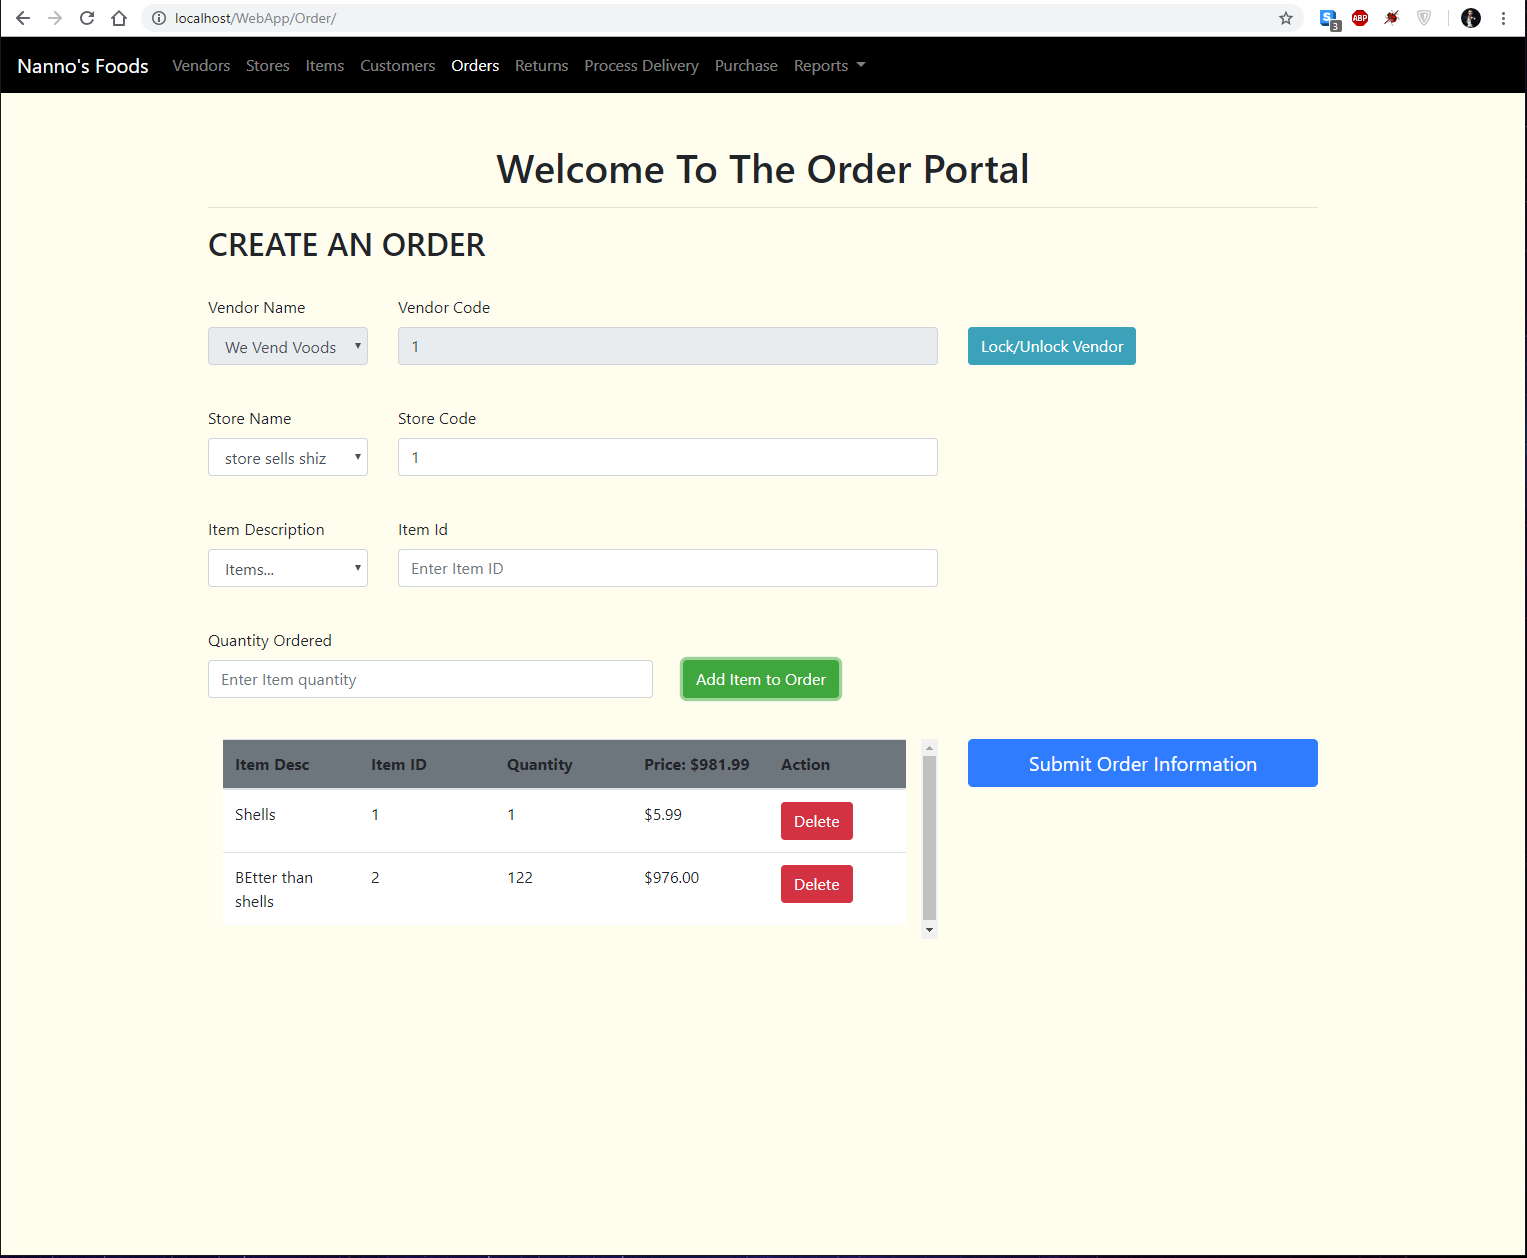 localhost/WebApp/Order/
S 3 ABP
Nanno's Foods Vendors Stores Items Customers Orders Returns Process Delivery Purchase Reports
Welcome To The Order Portal
CREATE AN ORDER
Vendor Name Vendor Code
We Vend Voods 1 Lock/Unlock Vendor
Store Name Store Code
store sells shiz 1
Item Description Item Id
Items... Enter Item ID
Quantity Ordered
Enter Item quantity Add Item to Order
Item Desc Item ID Quantity Price: $981.99 Action Submit Order Information
Shells 1 1 $5.99 Delete
BEtter than 2 122 $976.00 Delete
shells